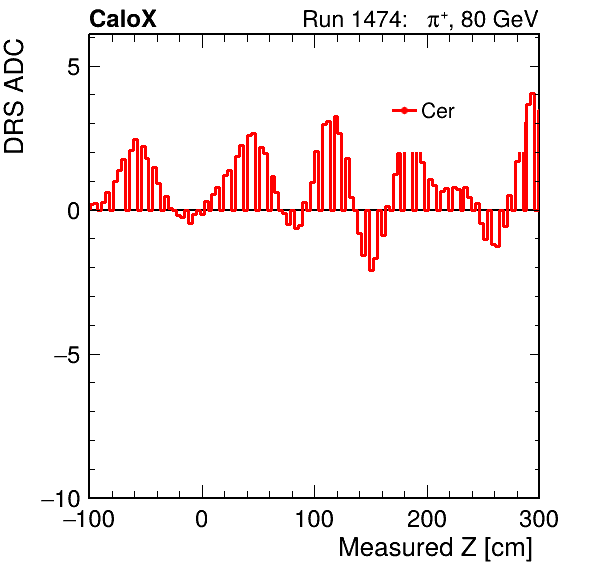 CaloX Run 1474: π⁺, 80 GeV
DRS ADC
5
0
−5
−10
Cer
−100 0 100 200 300
Measured Z [cm]